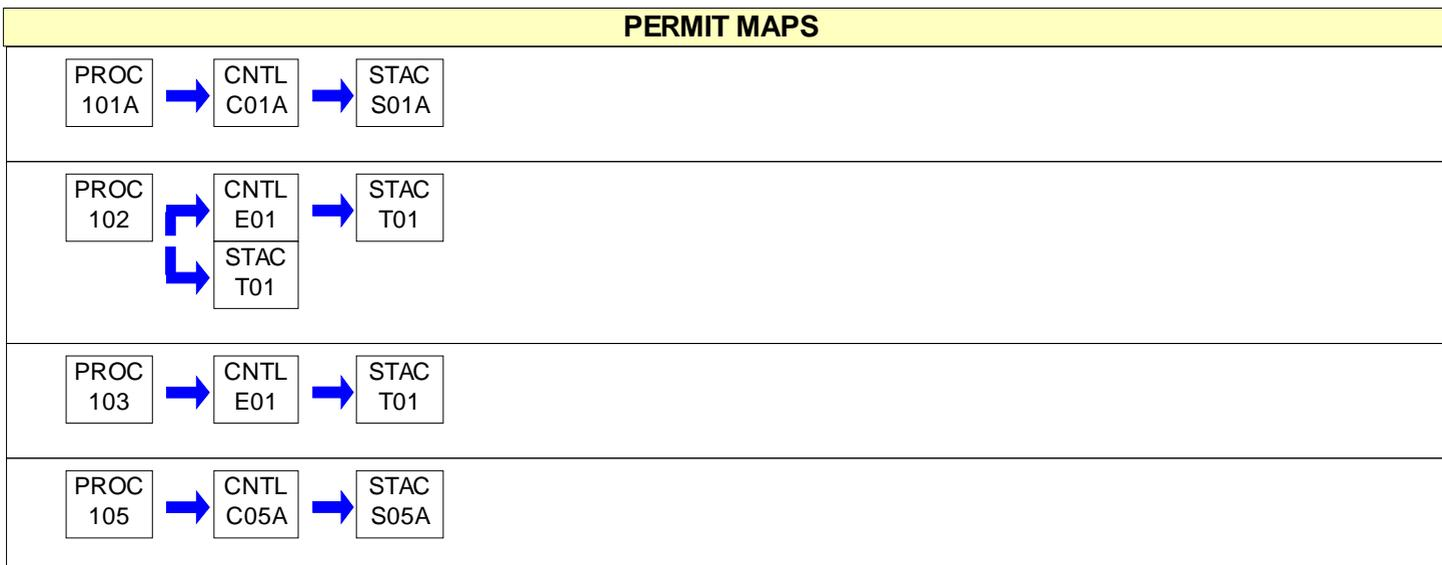 PERMIT MAPS
PROC CNTL STAC
101A C01A S01A
PROC CNTL STAC
102 E01 T01
STAC
T01
PROC CNTL STAC
103 E01 T01
PROC CNTL STAC
105 C05A S05A